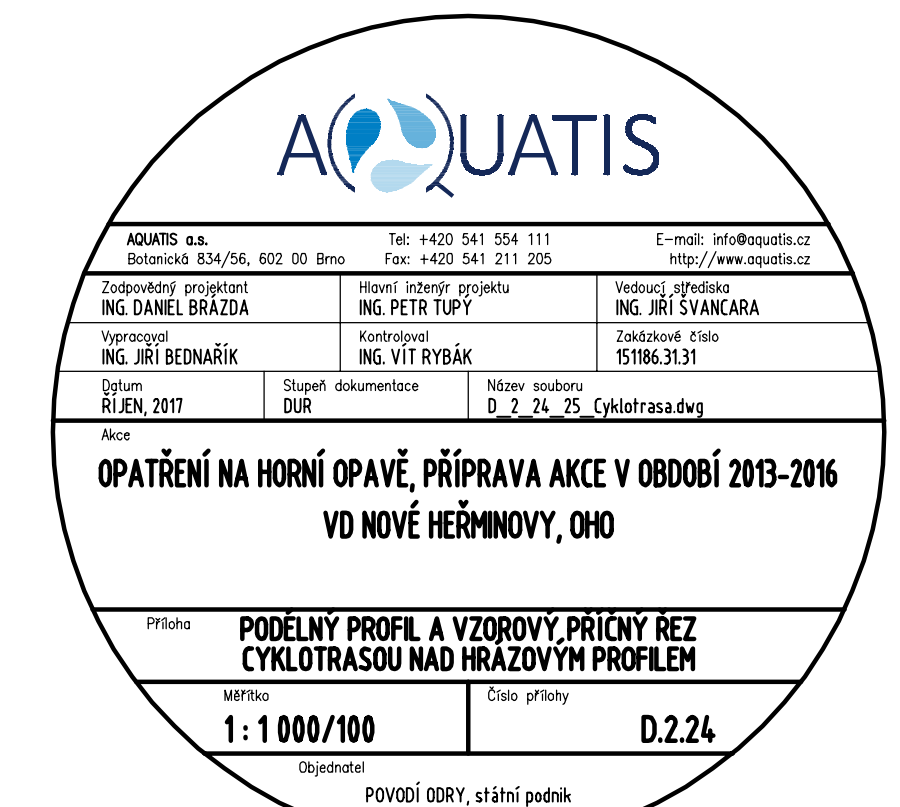 AQUATIS
AQUATIS a.s. Tel: +420 541 554 111 E-mail: info@aquatis.cz
Botanická 834/56, 602 00 Brno Fax: +420 541 211 205 http://www.aquatis.cz
Zodpovědný projektant Hlavní inženýr projektu Vedoucí střediska
ING. DANIEL BRÁZDA ING. PETR TUPÝ ING. JIŘÍ ŠVANCARA
Vypracoval Kontroloval Zakázkové číslo
ING. JIŘÍ BEDNAŘÍK ING. VÍT RYBÁK 151186.31.31
Datum Stupeň dokumentace Název souboru
ŘÍJEN, 2017 DUR D_2_24_25_Cyklotrasa.dwg
Akce
OPATŘENÍ NA HORNÍ OPAVĚ, PŘÍPRAVA AKCE V OBDOBÍ 2013-2016
VD NOVÉ HEŘMINOVY, OHO
Příloha PODÉLNÝ PROFIL A VZOROVÝ PŘÍČNÝ ŘEZ
CYKLOTRASOU NAD HRÁZOVÝM PROFILEM
Měřítko Číslo přílohy
1 : 1 000/100 D.2.24
Objednatel
POVODÍ ODRY, státní podnik